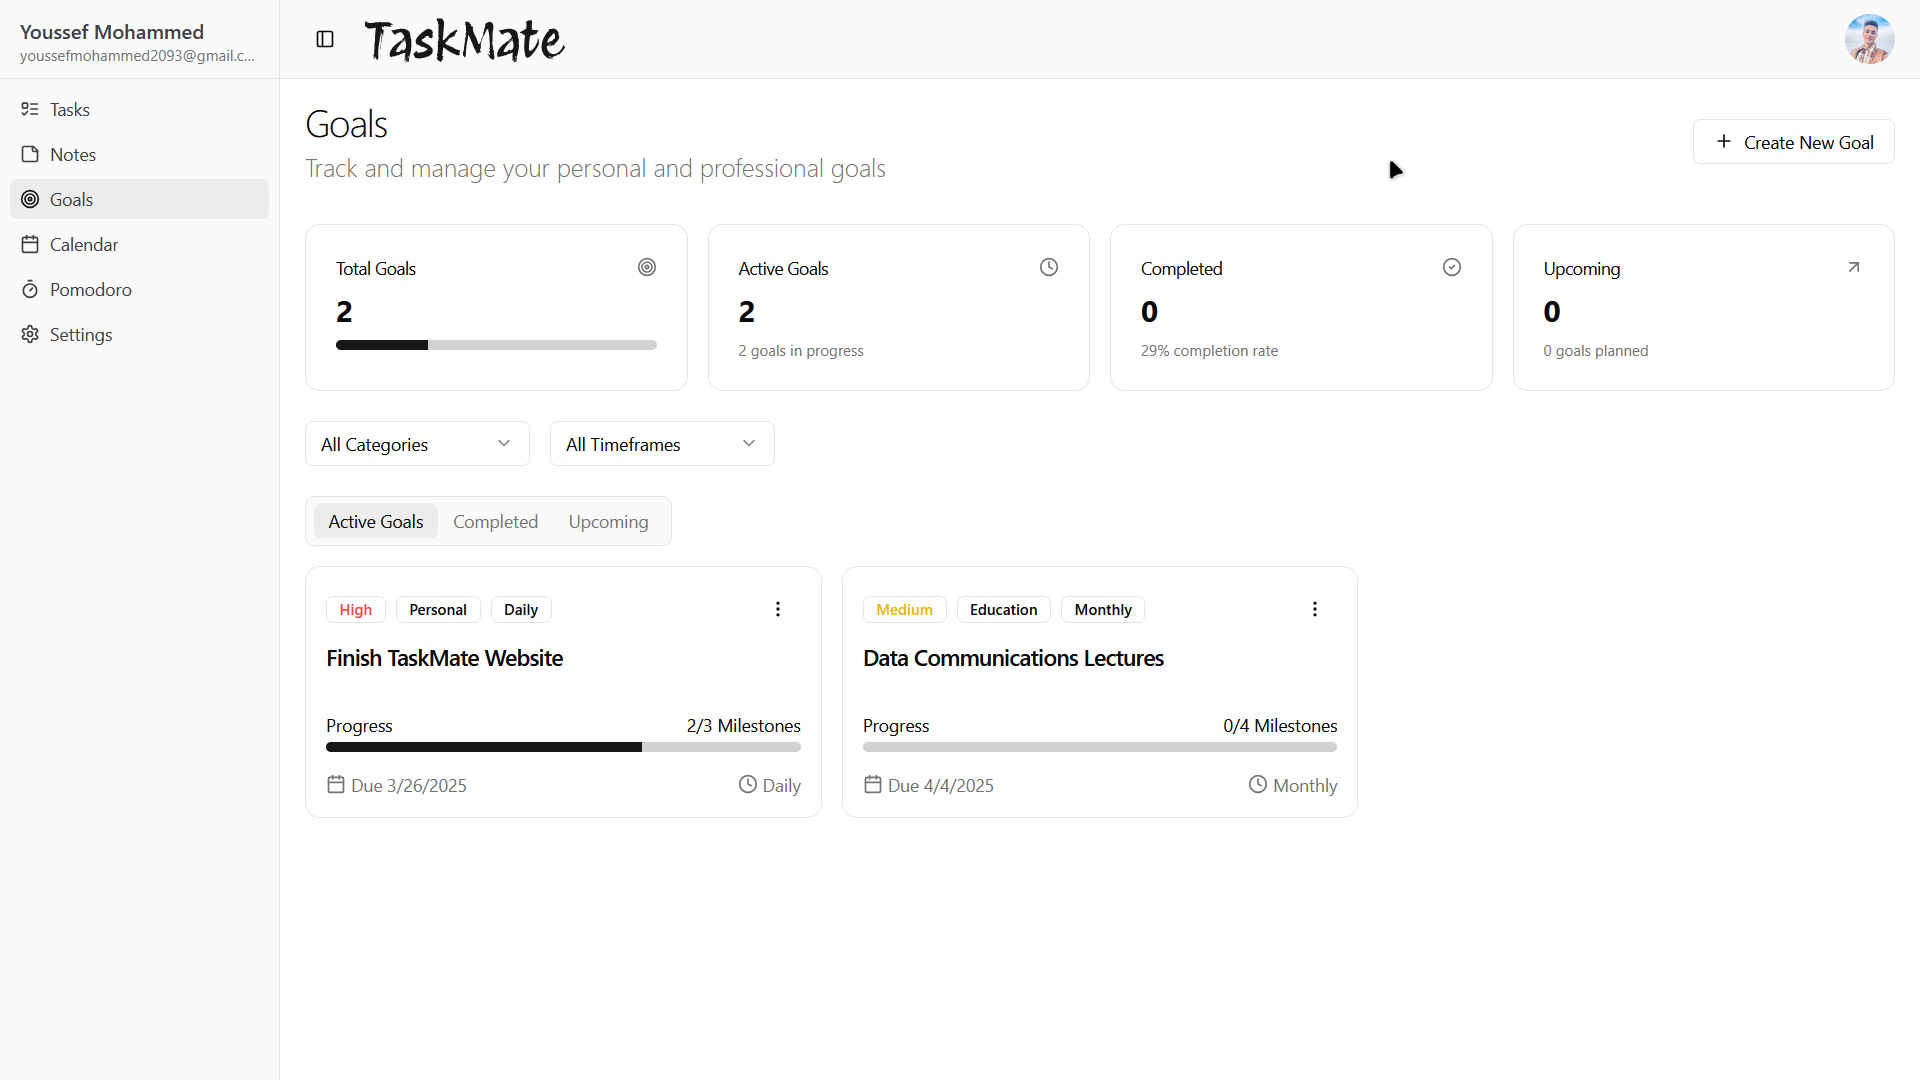 Youssef Mohammed
youssefmohammed2093@gmail.c...
TaskMate
Tasks
Notes
Goals
Calendar
Pomodoro
Settings
Goals
Track and manage your personal and professional goals
Create New Goal
Total Goals
2
Active Goals
2
2 goals in progress
Completed
0
29% completion rate
Upcoming
0
0 goals planned
All Categories
All Timeframes
Active Goals Completed Upcoming
High Personal Daily
Finish TaskMate Website
Progress 2/3 Milestones
Due 3/26/2025 Daily
Medium Education Monthly
Data Communications Lectures
Progress 0/4 Milestones
Due 4/4/2025 Monthly